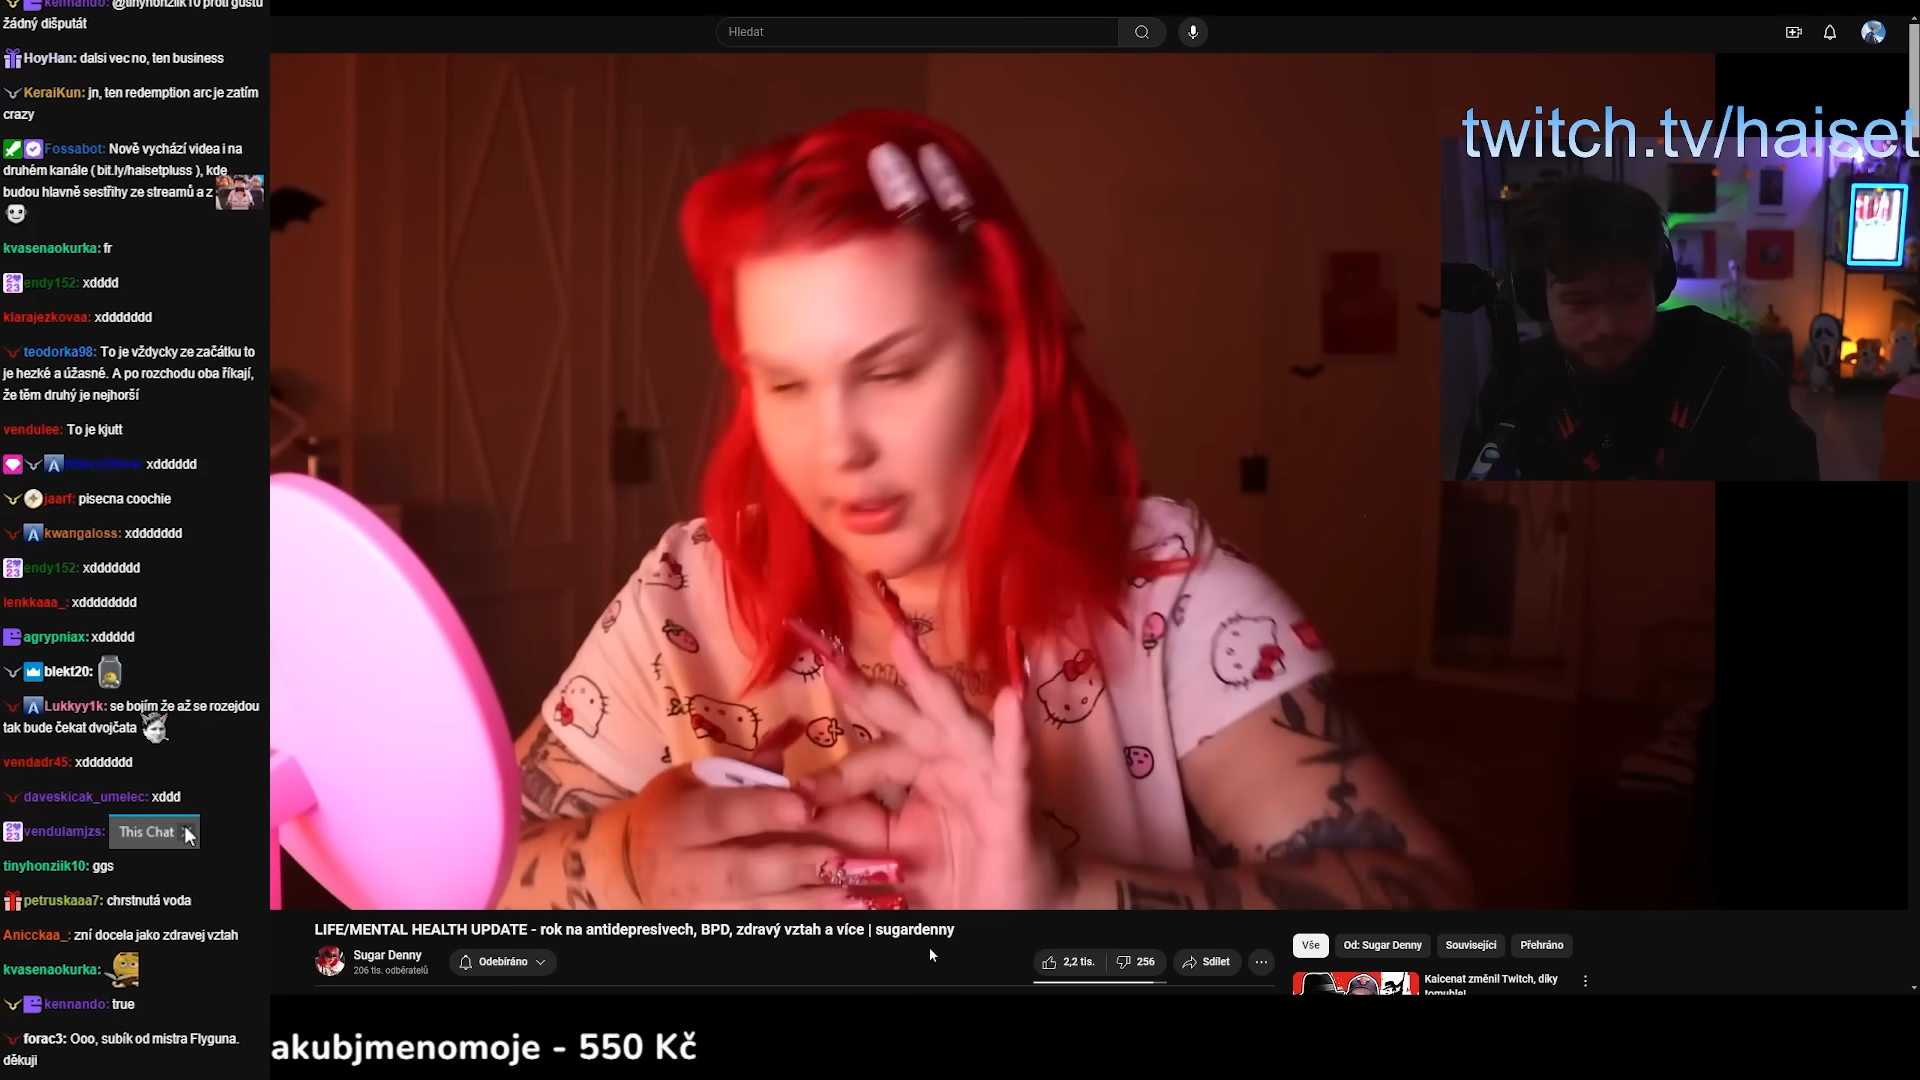 kennando: @tinyhonziik10 proti gustu
žádný dišputát
HoyHan: dalsi vec no, ten business
KeraiKun: jn, ten redemption arc je zatím
crazy
Fossabot: Nově vychází videa i na
druhém kanále ( bit.ly/haisetpluss ), kde
budou hlavně sestřihy ze streamů a z
kvasenaokurka: fr
endy152: xdddd
klarajezkovaa: xddddddd
teodorka98: To je vždycky ze začátku to
je hezké a úžasné. A po rozchodu oba říkají,
že těm druhý je nejhorší
vendulee: To je kjutt
xdddddd
jaarf: pisecna coochie
kwangaloss: xddddddd
endy152: xddddddd
lenkkaaa_: xdddddddd
agrypniax: xddddd
blekt20:
Lukkyy1k: se bojím že až se rozejdou
tak bude čekat dvojčata
vendadr45: xddddddd
daveskicak_umelec: xddd
vendulamjzs: This Chat
tinyhonziik10: ggs
petruskaaa7: chrstnutá voda
Anicckaa_: zní docela jako zdravej vztah
kvasenaokurka:
kennando: true
forac3: Ooo, subík od mistra Flyguna.
děkuji
Hledat
twitch.tv/haiset
LIFE/MENTAL HEALTH UPDATE - rok na antidepresivech, BPD, zdravý vztah a více | sugardenny
Sugar Denny
206 tis. odběratelů
Odebíráno
2,2 tis.
256
Sdílet
Vše
Od: Sugar Denny
Související
Přehráno
Kaicenat změnil Twitch, díky
tomuhle!
akubjmenomoje - 550 Kč